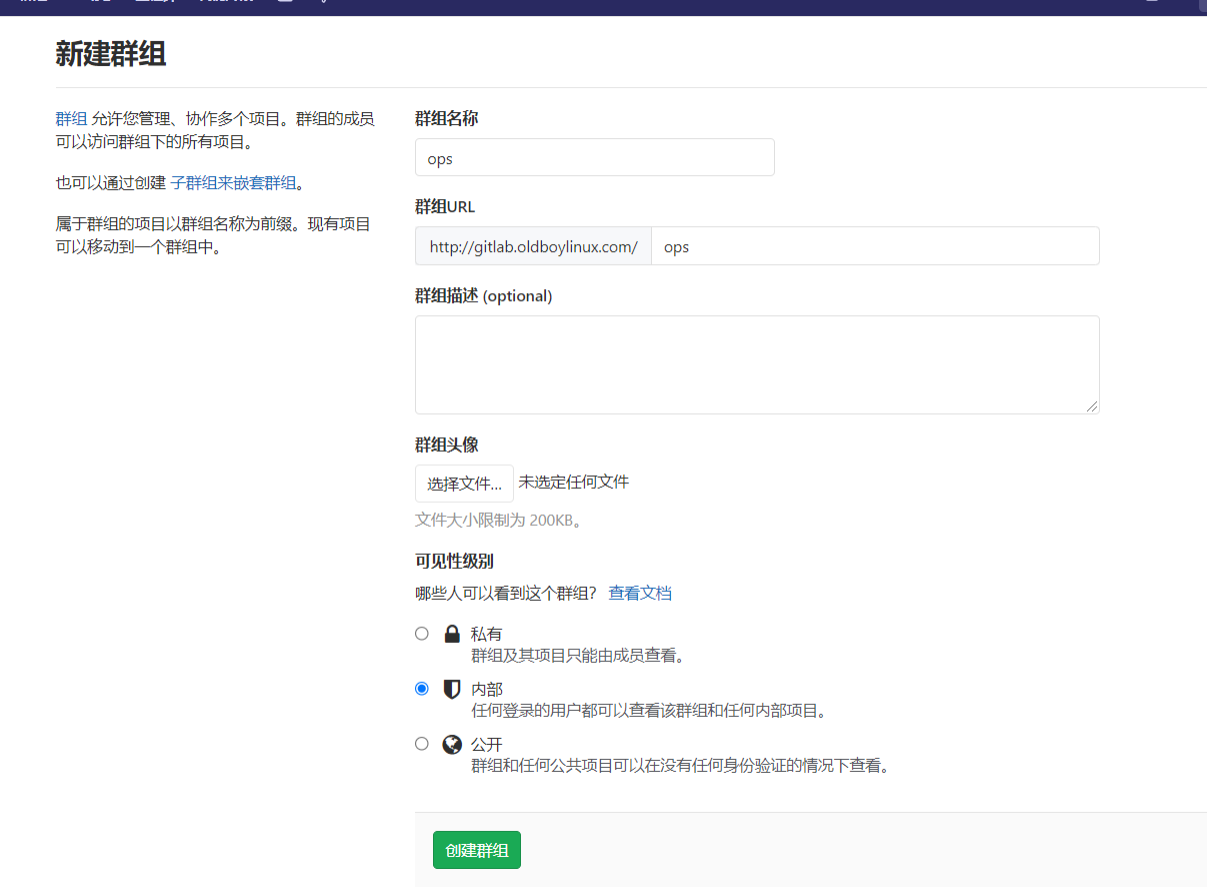 新建群组
群组 允许您管理、协作多个项目。群组的成员
可以访问群组下的所有项目。
也可以通过创建 子群组来嵌套群组。
属于群组的项目以群组名称为前缀。现有项目
可以移动到一个群组中。
群组名称
ops
群组URL
http://gitlab.oldboylinux.com/ ops
群组描述 (optional)
群组头像
选择文件... 未选定任何文件
文件大小限制为 200KB。
可见性级别
哪些人可以看到这个群组? 查看文档
私有
群组及其项目只能由成员查看。
内部
任何登录的用户都可以查看该群组和任何内部项目。
公开
群组和任何公共项目可以在没有任何身份验证的情况下查看。
创建群组